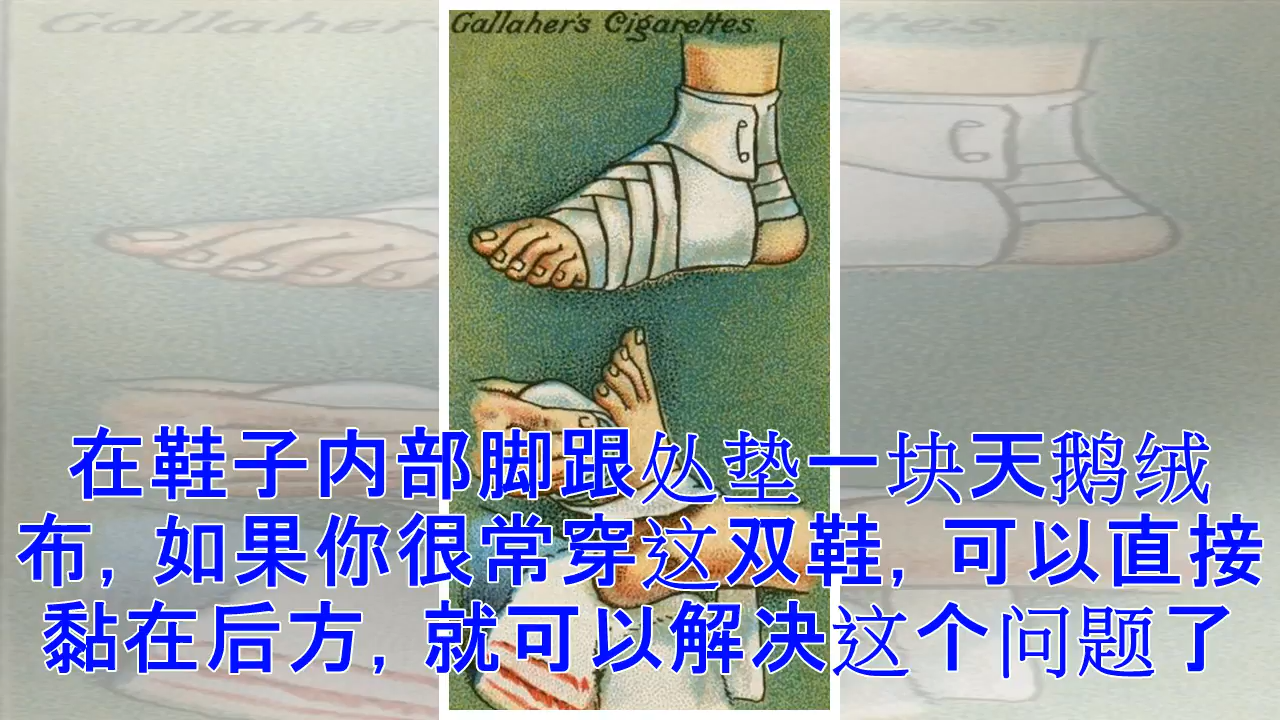 Gallaher's Cigarettes.
在鞋子内部脚跟处垫一块天鹅绒
布, 如果你很常穿这双鞋, 可以直接
黏在后方, 就可以解决这个问题了